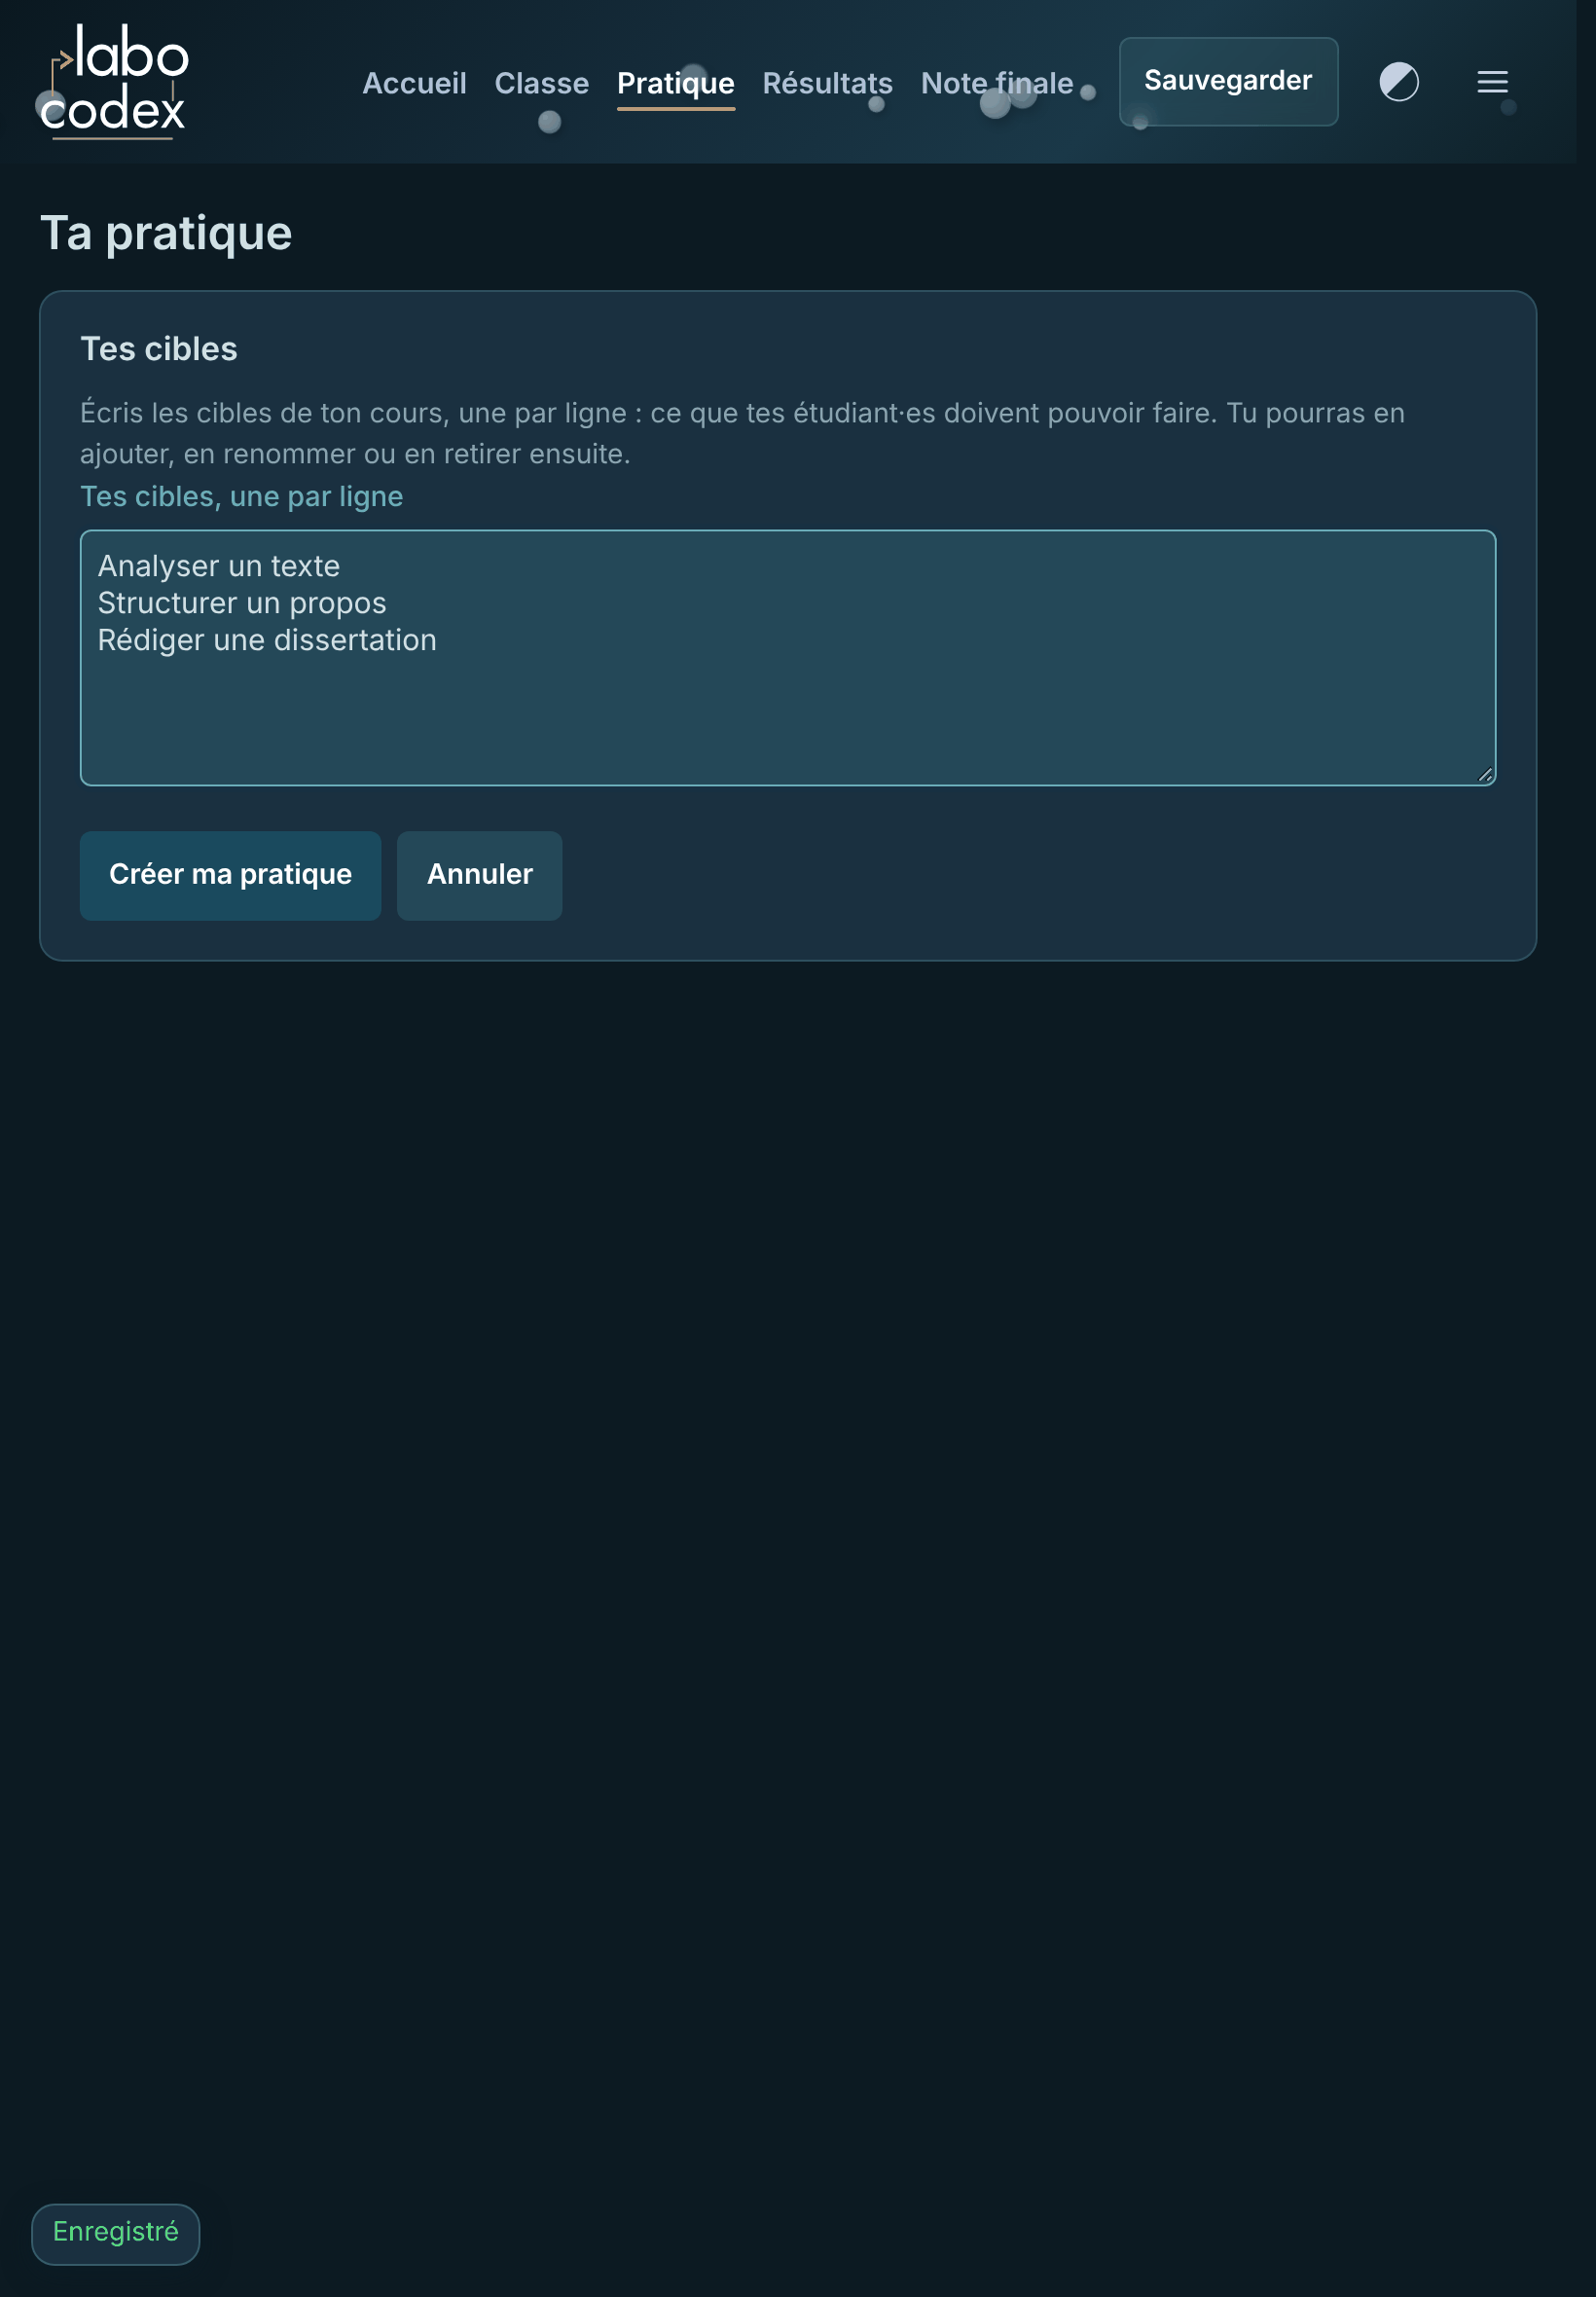 labo
codex
Accueil Classe Pratique Résultats Note finale Sauvegarder
Ta pratique
Tes cibles
Écris les cibles de ton cours, une par ligne : ce que tes étudiant·es doivent pouvoir faire. Tu pourras en
ajouter, en renommer ou en retirer ensuite.
Tes cibles, une par ligne
Analyser un texte
Structurer un propos
Rédiger une dissertation
Créer ma pratique Annuler
Enregistré